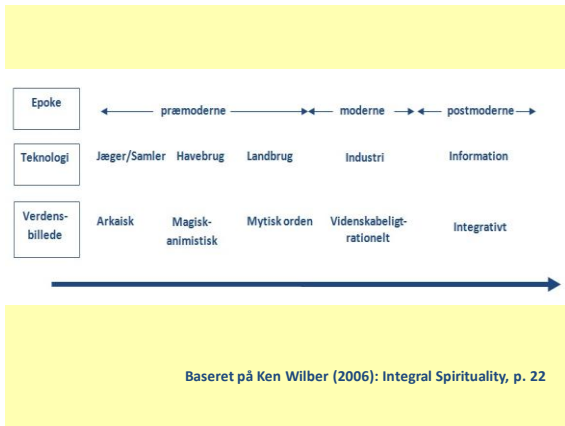 Epoke
præmoderne
moderne
postmoderne
Teknologi
Jæger/Samler
Havebrug
Landbrug
Industri
Information
Verdens-
billede
Arkaisk
Magisk-
animistisk
Mytisk orden
Videnskabeligt-
rationelt
Integrativt
Baseret på Ken Wilber (2006): Integral Spirituality, p. 22